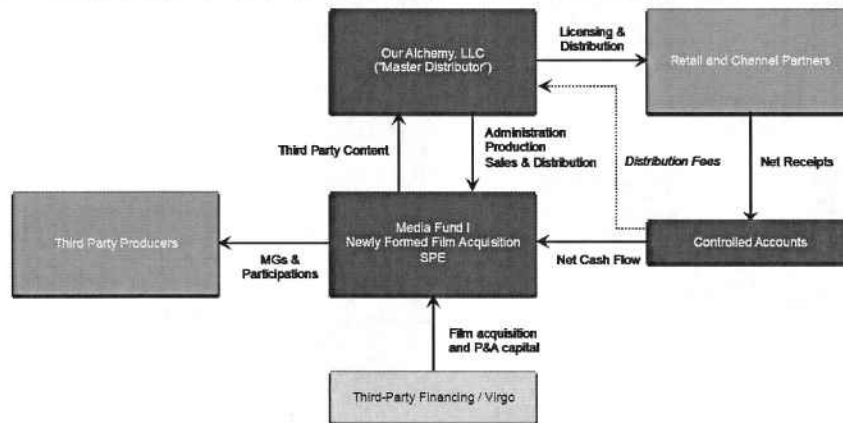 Our Alchemy, LLC
("Master Distributor")
Licensing &
Distribution
Retail and Channel Partners
Third Party Content
Administration
Production
Sales & Distribution
Distribution Fees
Net Receipts
Third Party Producers
MGs &
Participations
Media Fund I
Newly Formed Film Acquisition
SPE
Net Cash Flow
Controlled Accounts
Film acquisition
and P&A capital
Third-Party Financing / Virgo